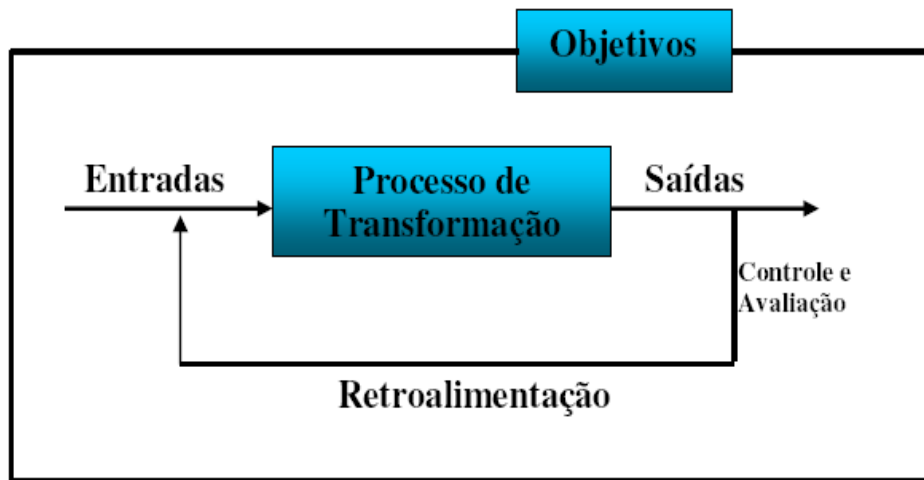 Objetivos
Entradas
Processo de
Transformação
Saídas
Controle e
Avaliação
Retroalimentação